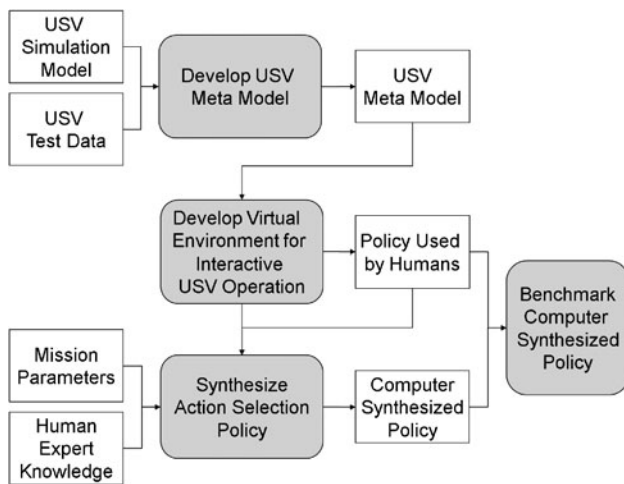 USV
Simulation
Model
USV
Test Data
Develop USV
Meta Model
USV
Meta Model
Develop Virtual
Environment for
Interactive
USV Operation
Policy Used
by Humans
Benchmark
Computer
Synthesized
Policy
Mission
Parameters
Human
Expert
Knowledge
Synthesize
Action Selection
Policy
Computer
Synthesized
Policy